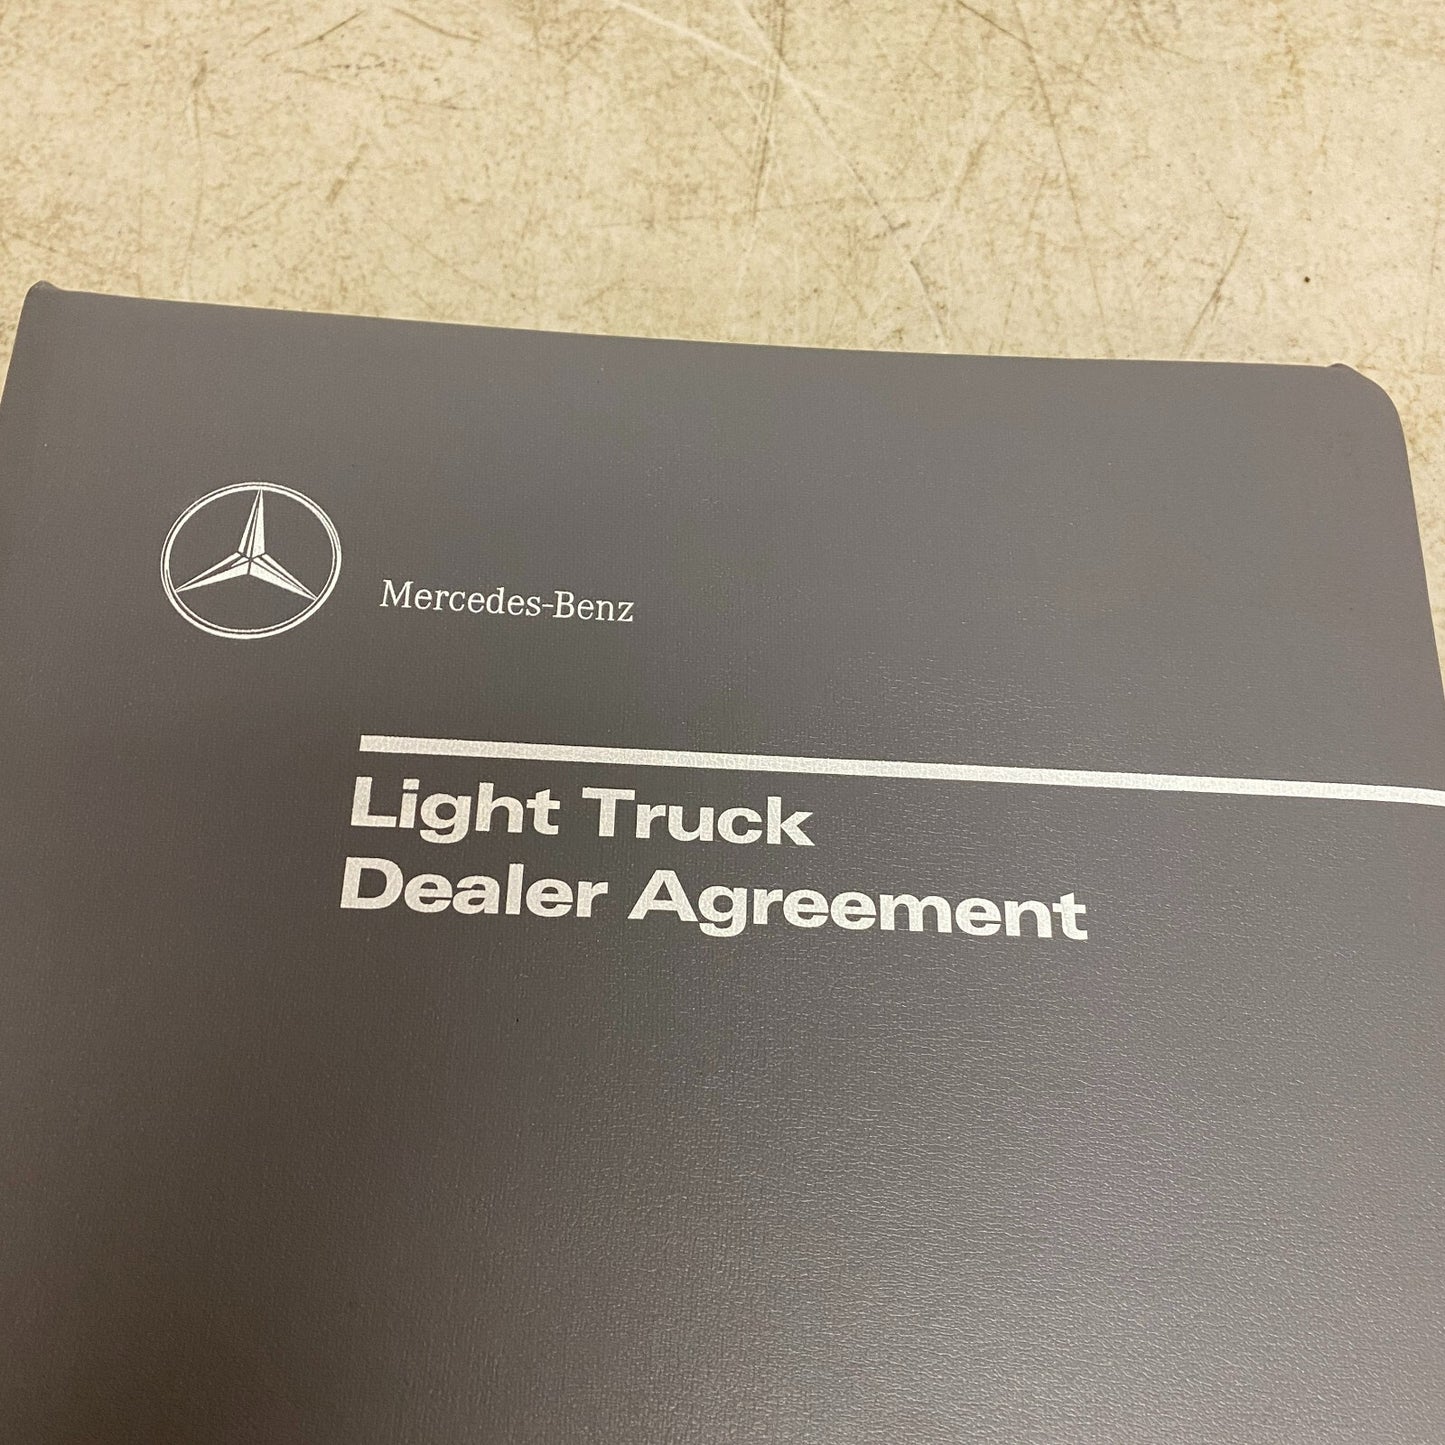 Mercedes-Benz
Light Truck
Dealer Agreement